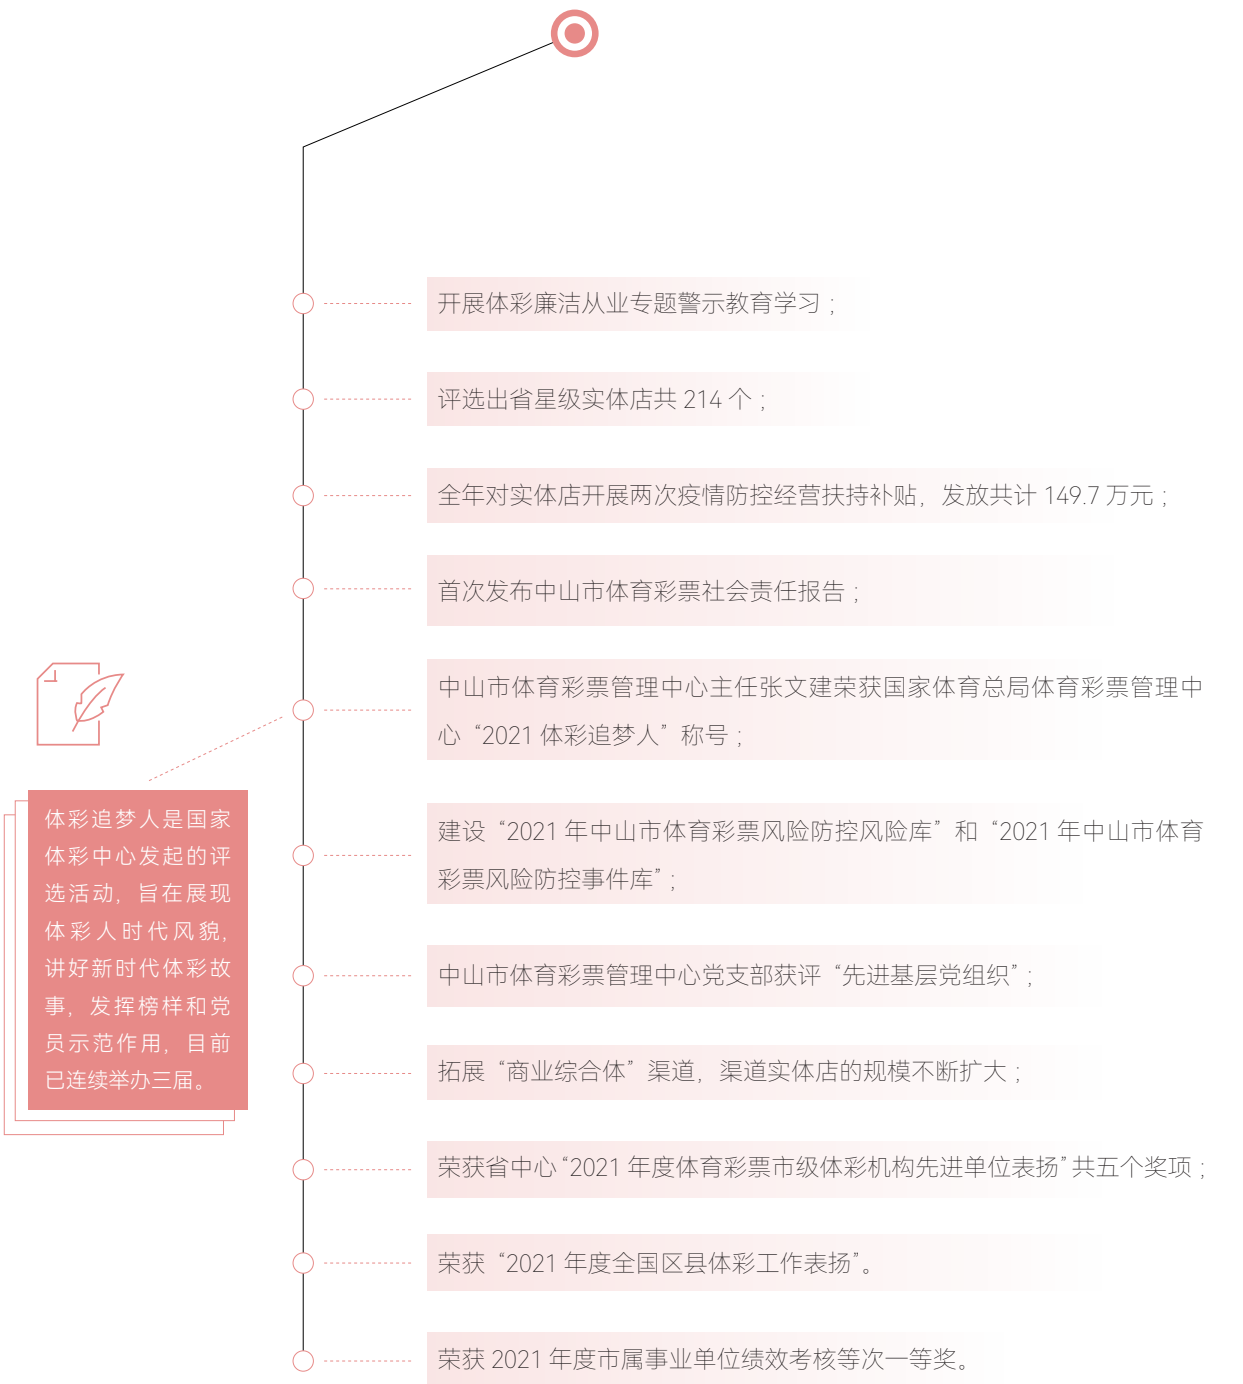 开展体彩廉洁从业专题警示教育学习；
评选出省星级实体店共 214 个；
全年对实体店开展两次疫情防控经营扶持补贴，发放共计 149.7 万元；
首次发布中山市体育彩票社会责任报告；
中山市体育彩票管理中心主任张文建荣获国家体育总局体育彩票管理中
心“2021 体彩追梦人”称号；
体彩追梦人是国家
体彩中心发起的评
选活动，旨在展现
体彩人时代风貌，
讲好新时代体彩故
事，发挥榜样和党
员示范作用，目前
已连续举办三届。
建设“2021 年中山市体育彩票风险防控风险库”和“2021 年中山市体育
彩票风险防控事件库”；
中山市体育彩票管理中心党支部获评“先进基层党组织”；
拓展“商业综合体”渠道，渠道实体店的规模不断扩大；
荣获省中心“2021 年度体育彩票市级体彩机构先进单位表扬”共五个奖项；
荣获“2021 年度全国区县体彩工作表扬”。
荣获 2021 年度市属事业单位绩效考核等次一等奖。